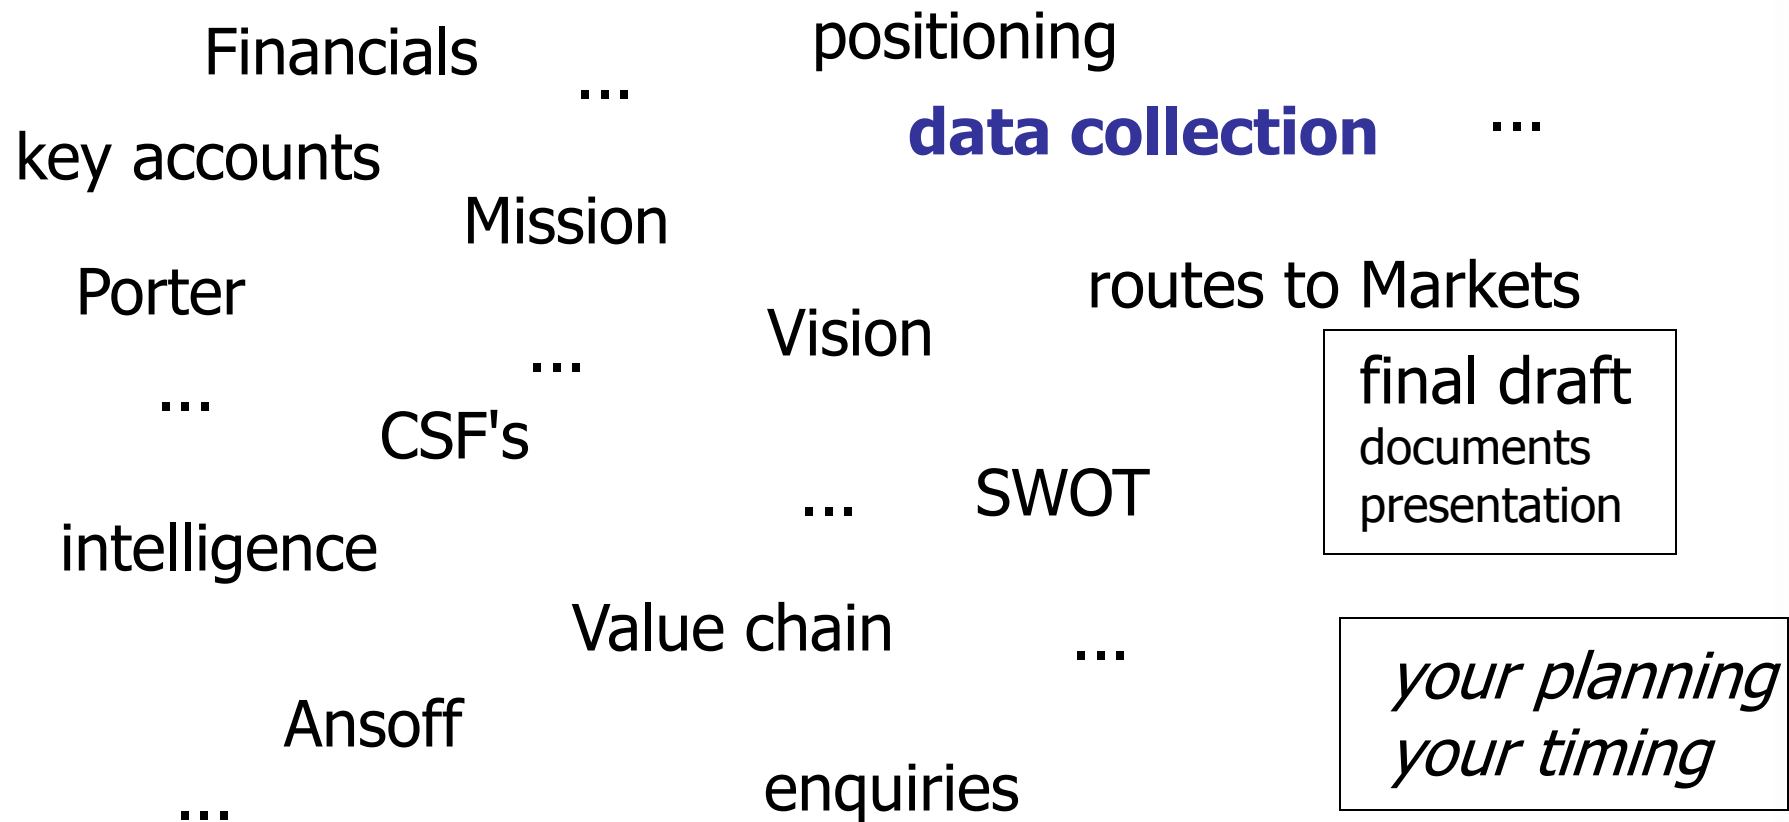 Financials
positioning
...
data collection
...
key accounts
Mission
Porter
routes to Markets
Vision
...
...
final draft
documents
presentation
CSF's
SWOT
...
intelligence
Value chain
...
your planning
your timing
Ansoff
enquiries
...